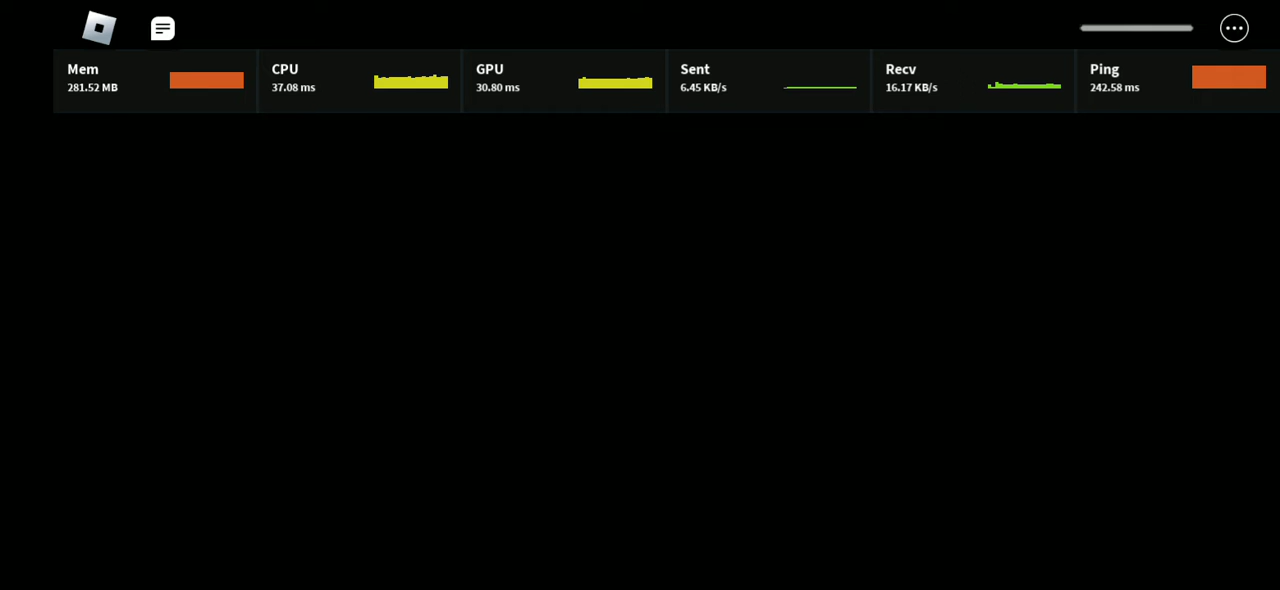 Mem CPU GPU Sent Recv Ping
281.52 MB 37.08 ms 30.80 ms 6.45 KB/s 16.17 KB/s 242.58 ms